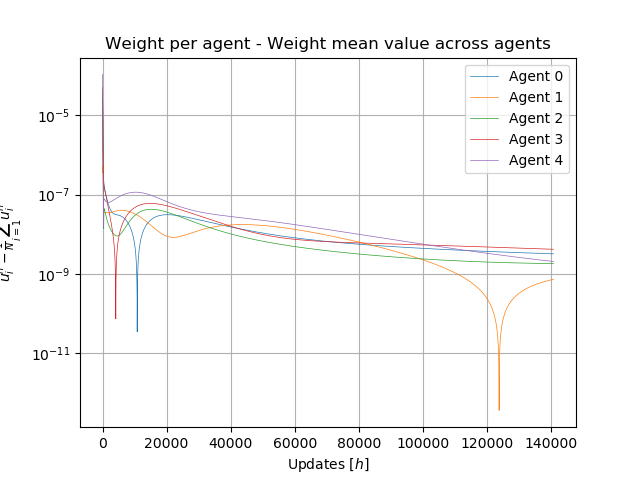 Weight per agent - Weight mean value across agents
Agent 0
Agent 1
Agent 2
Agent 3
Agent 4
10⁻⁵
10⁻⁷
10⁻⁹
10⁻¹¹
0 20000 40000 60000 80000 100000 120000 140000
Updates [h]